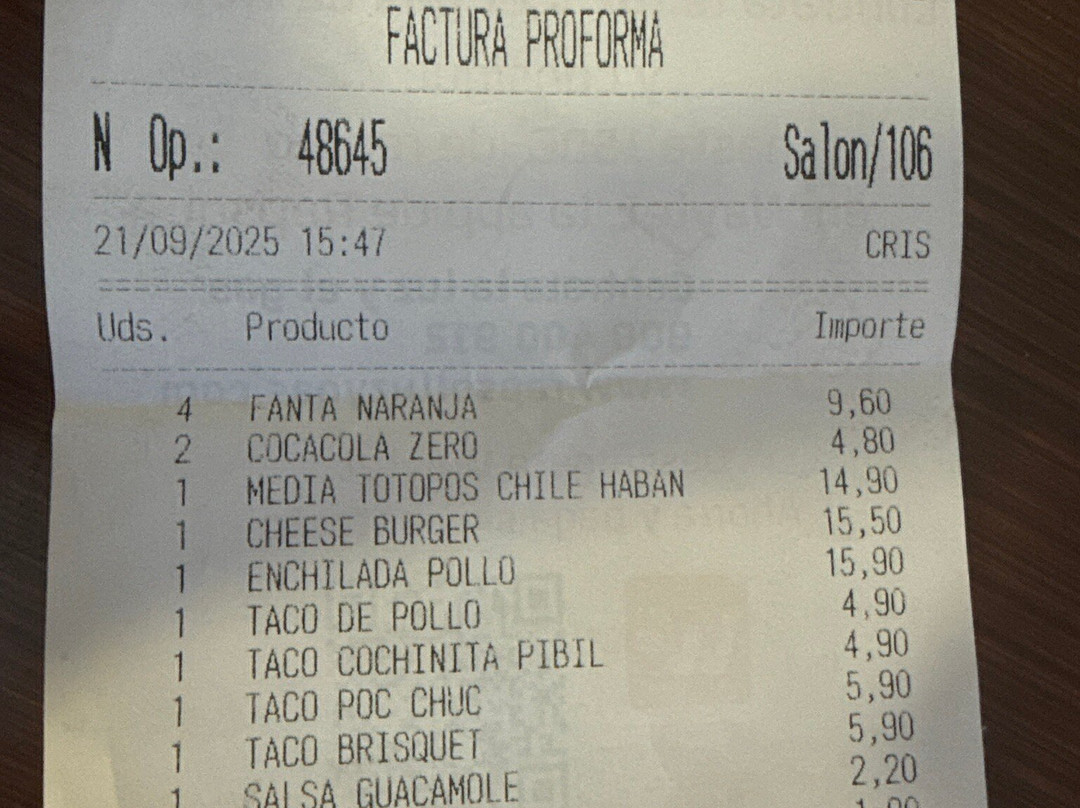 FACTURA PROFORMA
N Op.: 48645 Salon/106
21/09/2025 15:47 CRIS
Uds. Producto Importe
4 FANTA NARANJA 9,60
2 COCACOLA ZERO 4,80
1 MEDIA TOTOPOS CHILE HABAN 14,90
1 CHEESE BURGER 15,50
1 ENCHILADA POLLO 15,90
1 TACO DE POLLO 4,90
1 TACO COCHINITA PIBIL 4,90
1 TACO POC CHUC 5,90
1 TACO BRISQUET 5,90
1 SALSA GUACAMOLE 2,20